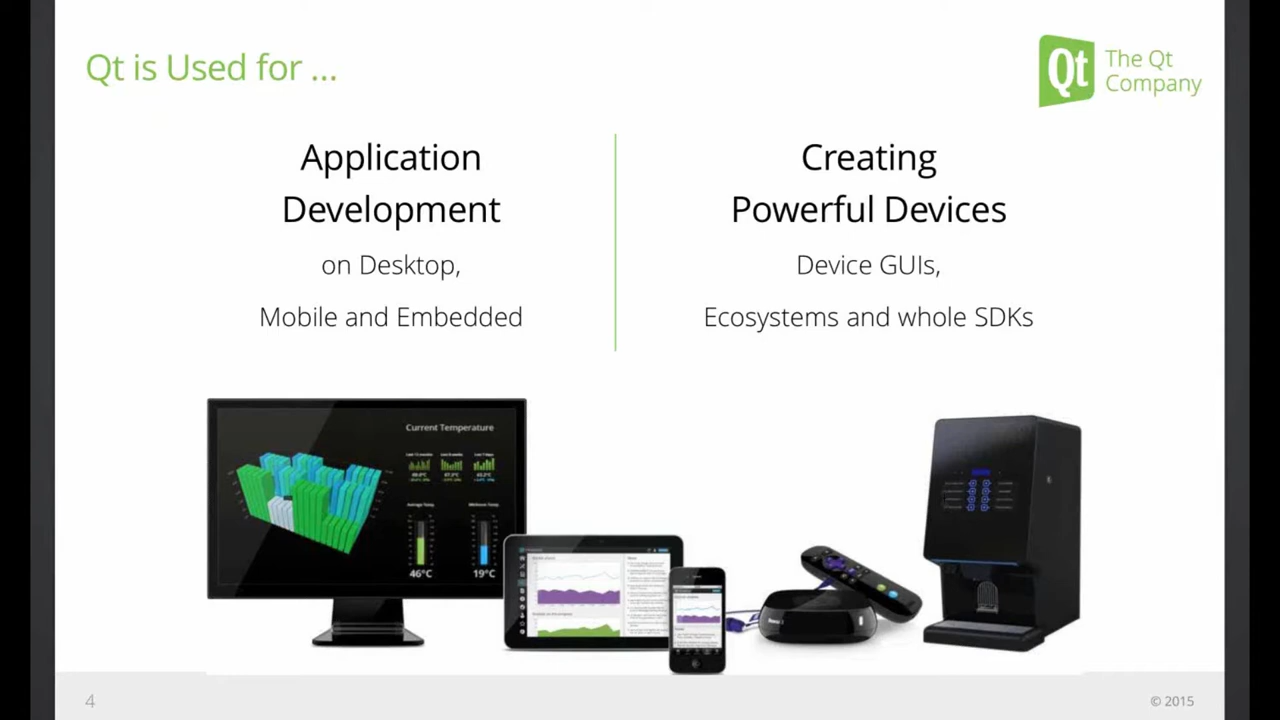 Qt is Used for ...
Qt
The Qt
Company
Application
Development
on Desktop,
Mobile and Embedded
Creating
Powerful Devices
Device GUIs,
Ecosystems and whole SDKs
Current Temperature
46°C
19°C
4
© 2015